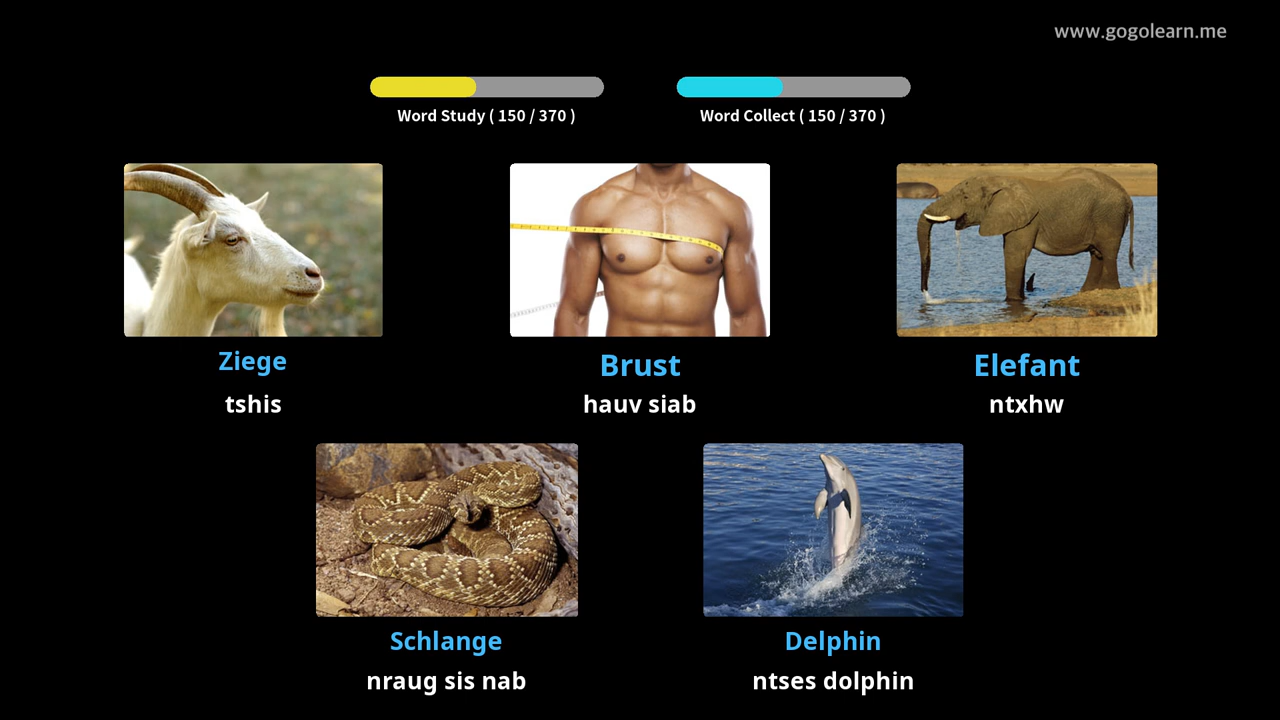 www.gogolearn.me
Word Study ( 150 / 370 )
Word Collect ( 150 / 370 )
Ziege
tshis
Brust
hauv siab
Elefant
ntxhw
Schlange
nraug sis nab
Delphin
ntses dolphin